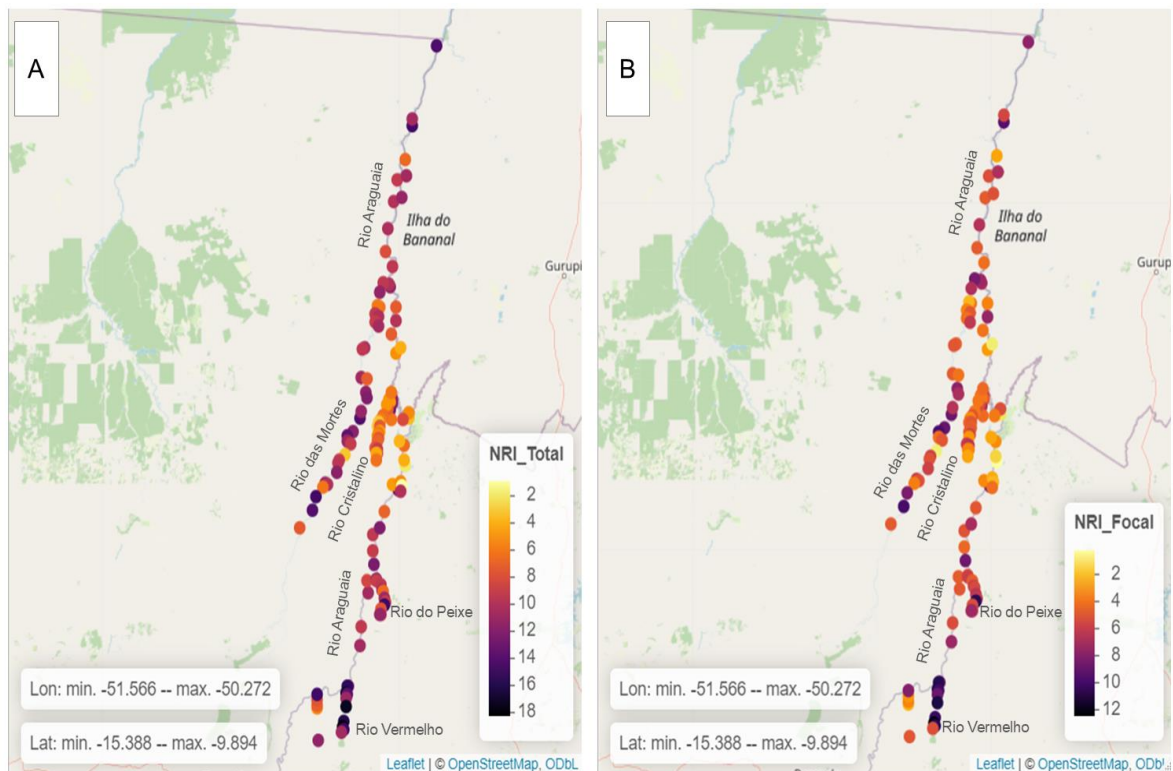 A
Rio Araguaia
Ilha do
Bananal
Gurupi
Rio das Mortes
Rio Cristalino
NRI_Total
2
4
6
8
10
12
14
16
18
Rio Araguaia
Rio do Peixe
Lon: min. -51.566 -- max. -50.272
Rio Vermelho
Lat: min. -15.388 -- max. -9.894
Leaflet | © OpenStreetMap, ODbL
B
Rio Araguaia
Ilha do
Bananal
Gurup
Rio das Mortes
Rio Cristalino
NRI_Focal
2
4
6
8
10
12
Rio Araguaia
Rio do Peixe
Lon: min. -51.566 -- max. -50.272
Rio Vermelho
Lat: min. -15.388 -- max. -9.894
Leaflet | © OpenStreetMap, ODbL